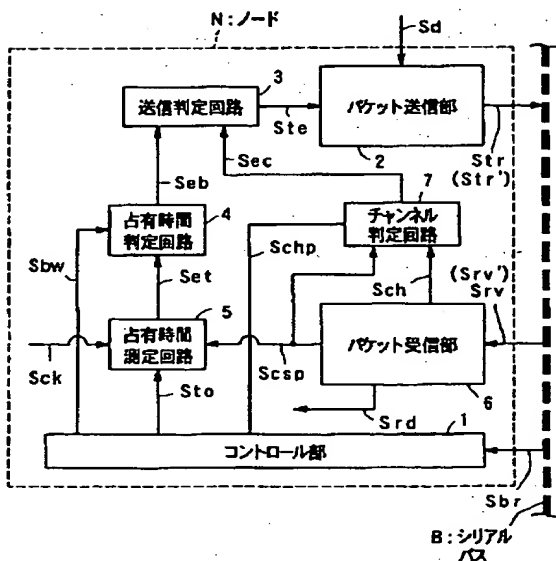 N:ノード
Sd
3
送信判定回路
Ste
パケット送信部
2
Str
(Str')
Sec
7
Seb
チャンネル
判定回路
占有時間
判定回路
4
Schp
Sbw
Set
Sch
(Srv')
Srv
5
占有時間
測定回路
パケット受信部
6
Scsp
Sck
Sto
Srd
1
コントロール部
Sbr
B:シリアル
バス